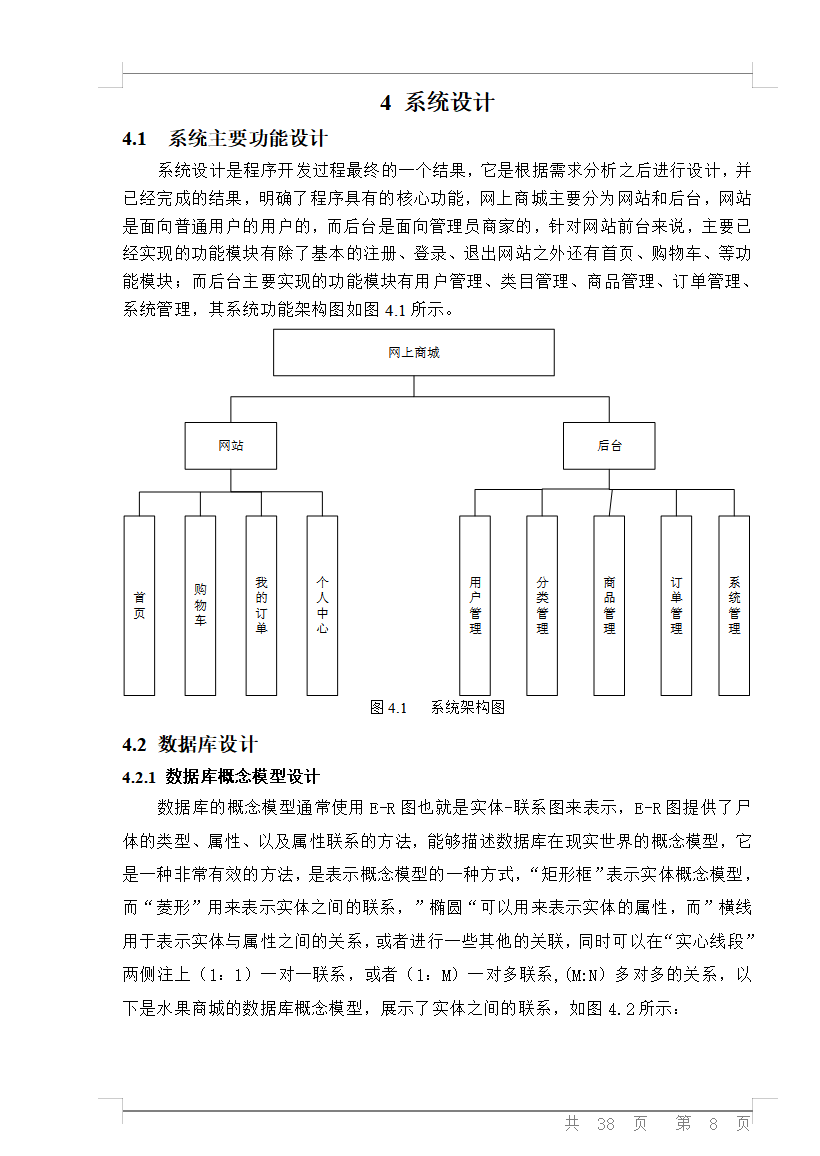 4 系统设计
4.1 系统主要功能设计
系统设计是程序开发过程最终的一个结果，它是根据需求分析之后进行设计，并
已经完成的结果，明确了程序具有的核心功能，网上商城主要分为网站和后台，网站
是面向普通用户的用户的，而后台是面向管理员商家的，针对网站前台来说，主要已
经实现的功能模块有除了基本的注册、登录、退出网站之外还有首页、购物车、等功
能模块；而后台主要实现的功能模块有用户管理、类目管理、商品管理、订单管理、
系统管理，其系统功能架构图如图 4.1 所示。
网上商城
网站
后台
首页
购物车
我的订单
个人中心
用户管理
分类管理
商品管理
订单管理
系统管理
图 4.1 系统架构图
4.2 数据库设计
4.2.1 数据库概念模型设计
数据库的概念模型通常使用 E-R 图也就是实体-联系图来表示，E-R 图提供了尸
体的类型、属性、以及属性联系的方法，能够描述数据库在现实世界的概念模型，它
是一种非常有效的方法，是表示概念模型的一种方式，“矩形框”表示实体概念模型，
而“菱形”用来表示实体之间的联系，”椭圆“可以用来表示实体的属性，而”横线
用于表示实体与属性之间的关系，或者进行一些其他的关联，同时可以在“实心线段”
两侧注上（1：1）一对一联系，或者（1：M）一对多联系,(M:N）多对多的关系，以
下是水果商城的数据库概念模型，展示了实体之间的联系，如图 4.2 所示：
共 38 页 第 8 页